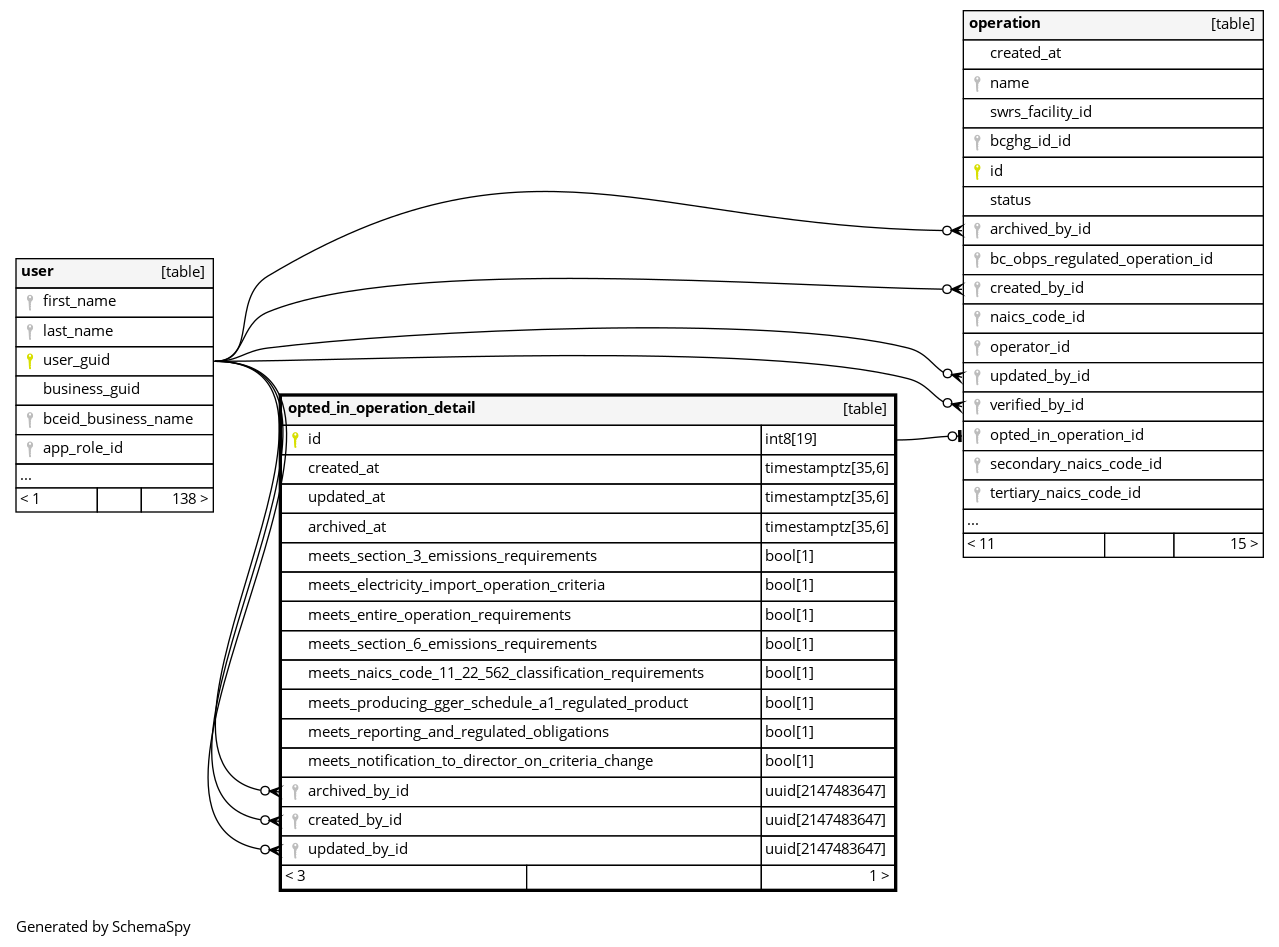 operation [table]
created_at
name
swrs_facility_id
bcghg_id_id
id
status
archived_by_id
bc_obps_regulated_operation_id
created_by_id
naics_code_id
operator_id
updated_by_id
verified_by_id
opted_in_operation_id
secondary_naics_code_id
tertiary_naics_code_id
...
< 11 15 >
user [table]
first_name
last_name
user_guid
business_guid
bceid_business_name
app_role_id
...
< 1 138 >
opted_in_operation_detail [table]
id int8[19]
created_at timestamptz[35,6]
updated_at timestamptz[35,6]
archived_at timestamptz[35,6]
meets_section_3_emissions_requirements bool[1]
meets_electricity_import_operation_criteria bool[1]
meets_entire_operation_requirements bool[1]
meets_section_6_emissions_requirements bool[1]
meets_naics_code_11_22_562_classification_requirements bool[1]
meets_producing_gger_schedule_a1_regulated_product bool[1]
meets_reporting_and_regulated_obligations bool[1]
meets_notification_to_director_on_criteria_change bool[1]
archived_by_id uuid[2147483647]
created_by_id uuid[2147483647]
updated_by_id uuid[2147483647]
< 3 1 >
Generated by SchemaSpy